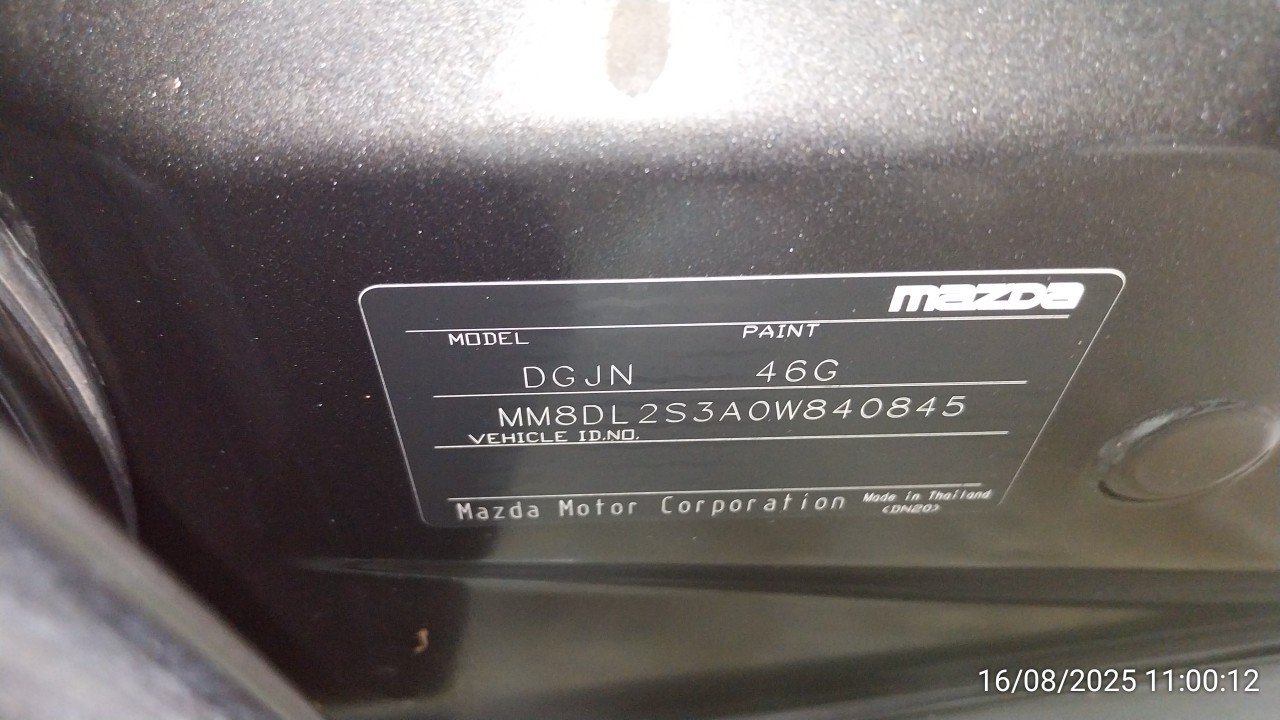 mazda
MODEL PAINT
DGJN 46G
MM8DL2S3A0W840845
VEHICLE ID.NO.
Mazda Motor Corporation Made in Thailand
<DN20>
16/08/2025 11:00:12